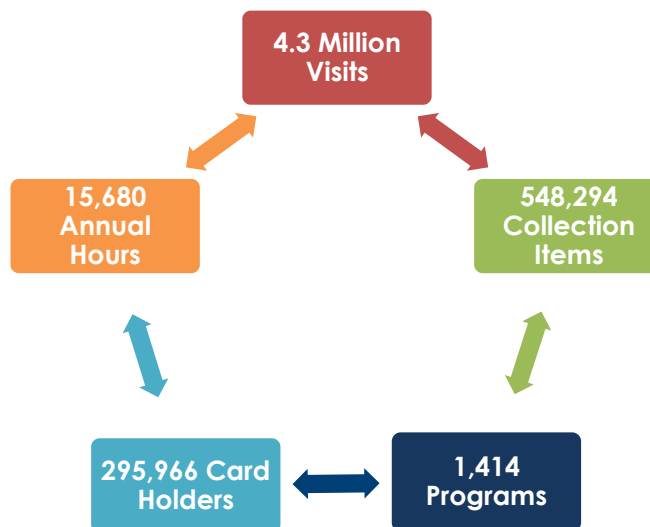 4.3 Million
Visits
15,680
Annual
Hours
548,294
Collection
Items
295,966 Card
Holders
1,414
Programs